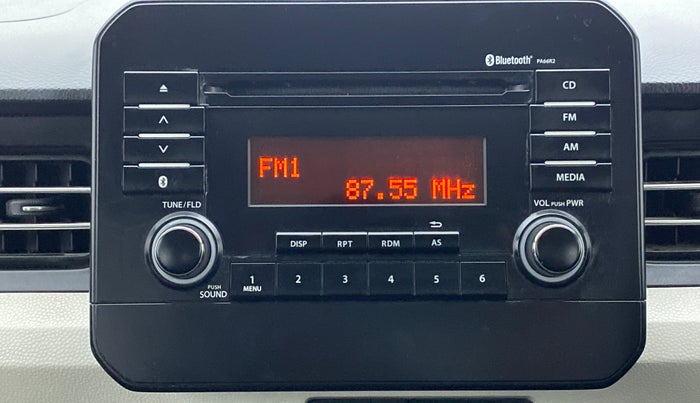 Bluetooth® PA66R2
CD
FM
AM
MEDIA
FM1
87.55 MHz
TUNE/FLD
VOL PUSH PWR
DISP RPT RDM AS
PUSH
SOUND
1 2 3 4 5 6
MENU